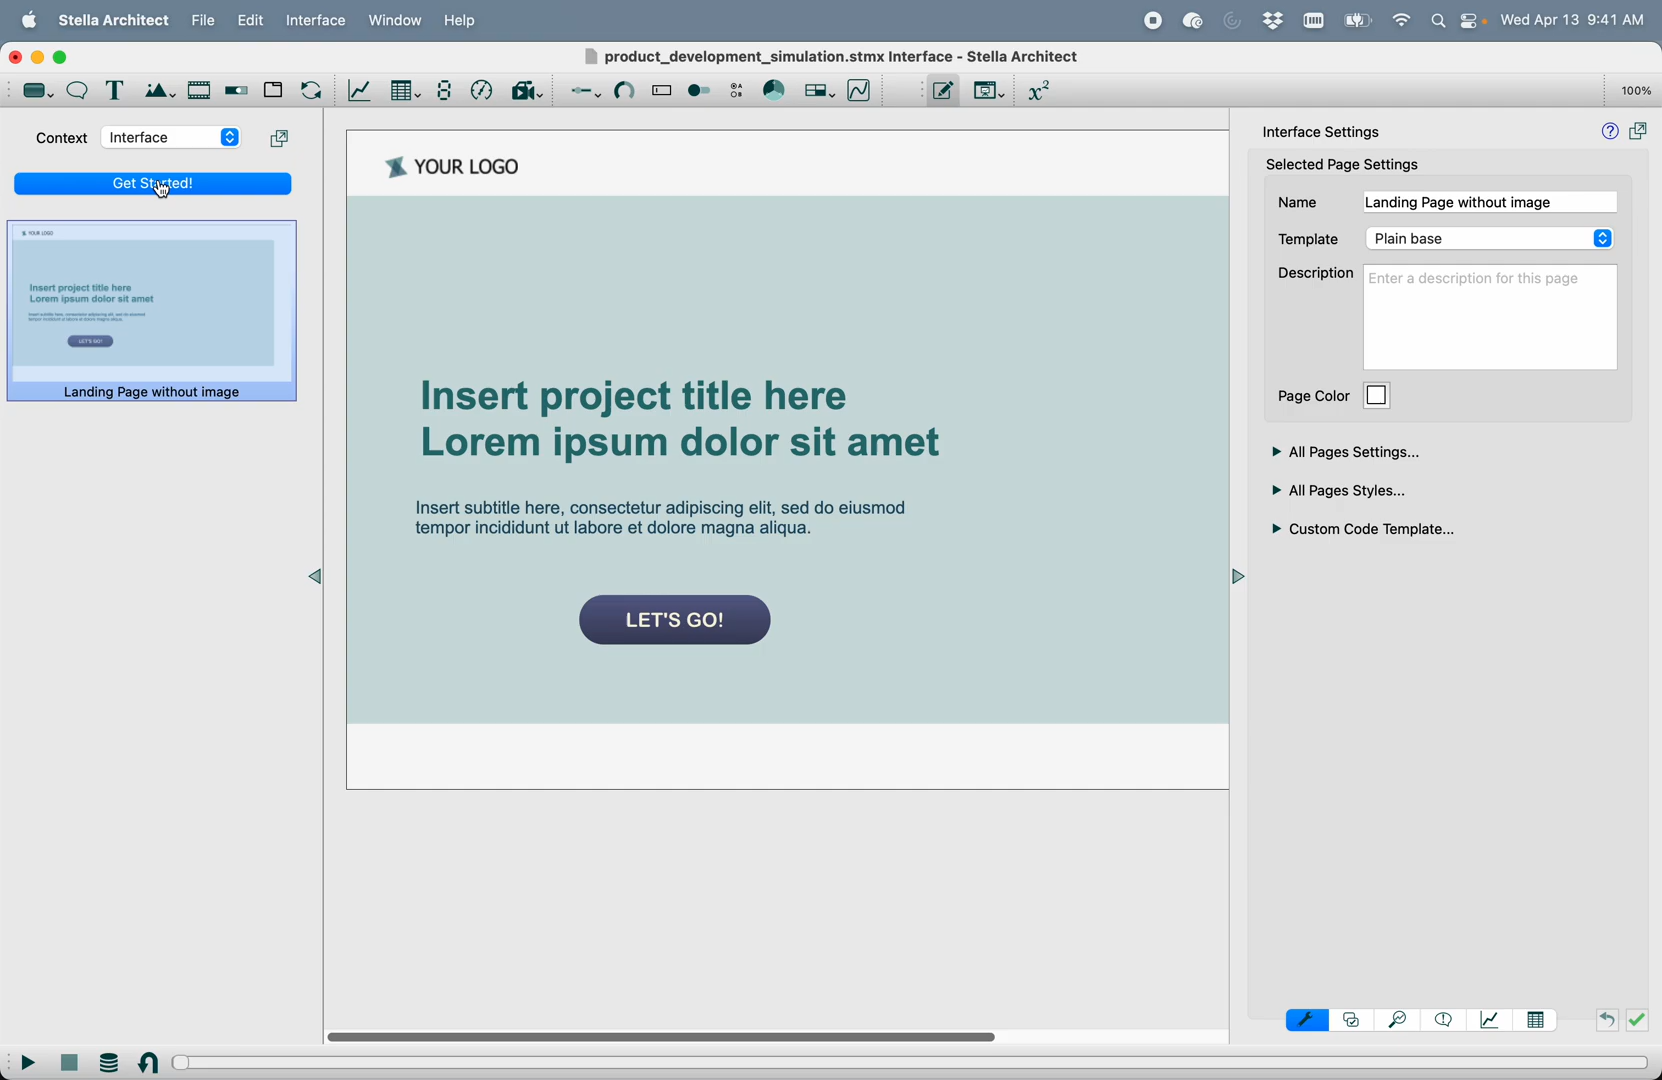 Stella Architect File Edit Interface Window Help Wed Apr 13 9:41 AM
product_development_simulation.stmx Interface - Stella Architect
100%
Context Interface
Get Started!
YOUR LOGO
Insert project title here
Lorem ipsum dolor sit amet
LET'S GO!
Landing Page without image
YOUR LOGO
Insert project title here
Lorem ipsum dolor sit amet
Insert subtitle here, consectetur adipiscing elit, sed do eiusmod
tempor incididunt ut labore et dolore magna aliqua.
LET'S GO!
Interface Settings
Selected Page Settings
Name Landing Page without image
Template Plain base
Description Enter a description for this page
Page Color
All Pages Settings...
All Pages Styles...
Custom Code Template...